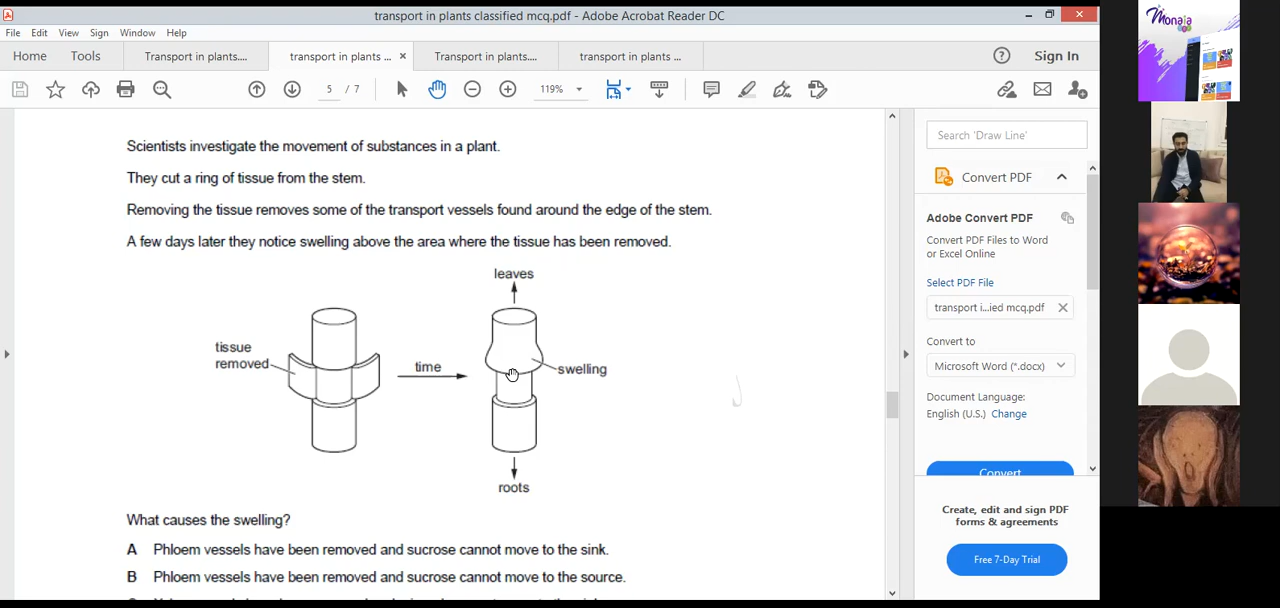 transport in plants classified mcq.pdf - Adobe Acrobat Reader DC
File Edit View Sign Window Help
Home Tools Transport in plants.... transport in plants ... × Transport in plants.... transport in plants ...
Sign In
5 / 7 119%
Scientists investigate the movement of substances in a plant.
They cut a ring of tissue from the stem.
Removing the tissue removes some of the transport vessels found around the edge of the stem.
A few days later they notice swelling above the area where the tissue has been removed.
leaves
tissue
removed
time
swelling
roots
What causes the swelling?
A Phloem vessels have been removed and sucrose cannot move to the sink.
B Phloem vessels have been removed and sucrose cannot move to the source.
Search 'Draw Line'
Convert PDF
Adobe Convert PDF
Convert PDF Files to Word
or Excel Online
Select PDF File
transport i...ied mcq.pdf
Convert to
Microsoft Word (*.docx)
Document Language:
English (U.S.) Change
Convert
Create, edit and sign PDF
forms & agreements
Free 7-Day Trial
Monaia